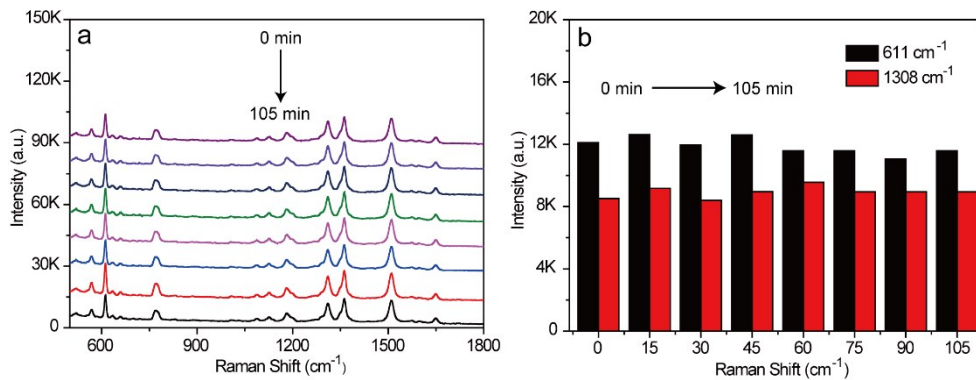 a
150K
120K
90K
60K
30K
0
0 min
105 min
Intensity (a.u.)
600 900 1200 1500 1800
Raman Shift (cm⁻¹)
b
20K
16K
12K
8K
4K
0
611 cm⁻¹
1308 cm⁻¹
0 min 105 min
Intensity (a.u.)
0 15 30 45 60 75 90 105
Raman Shift (cm⁻¹)